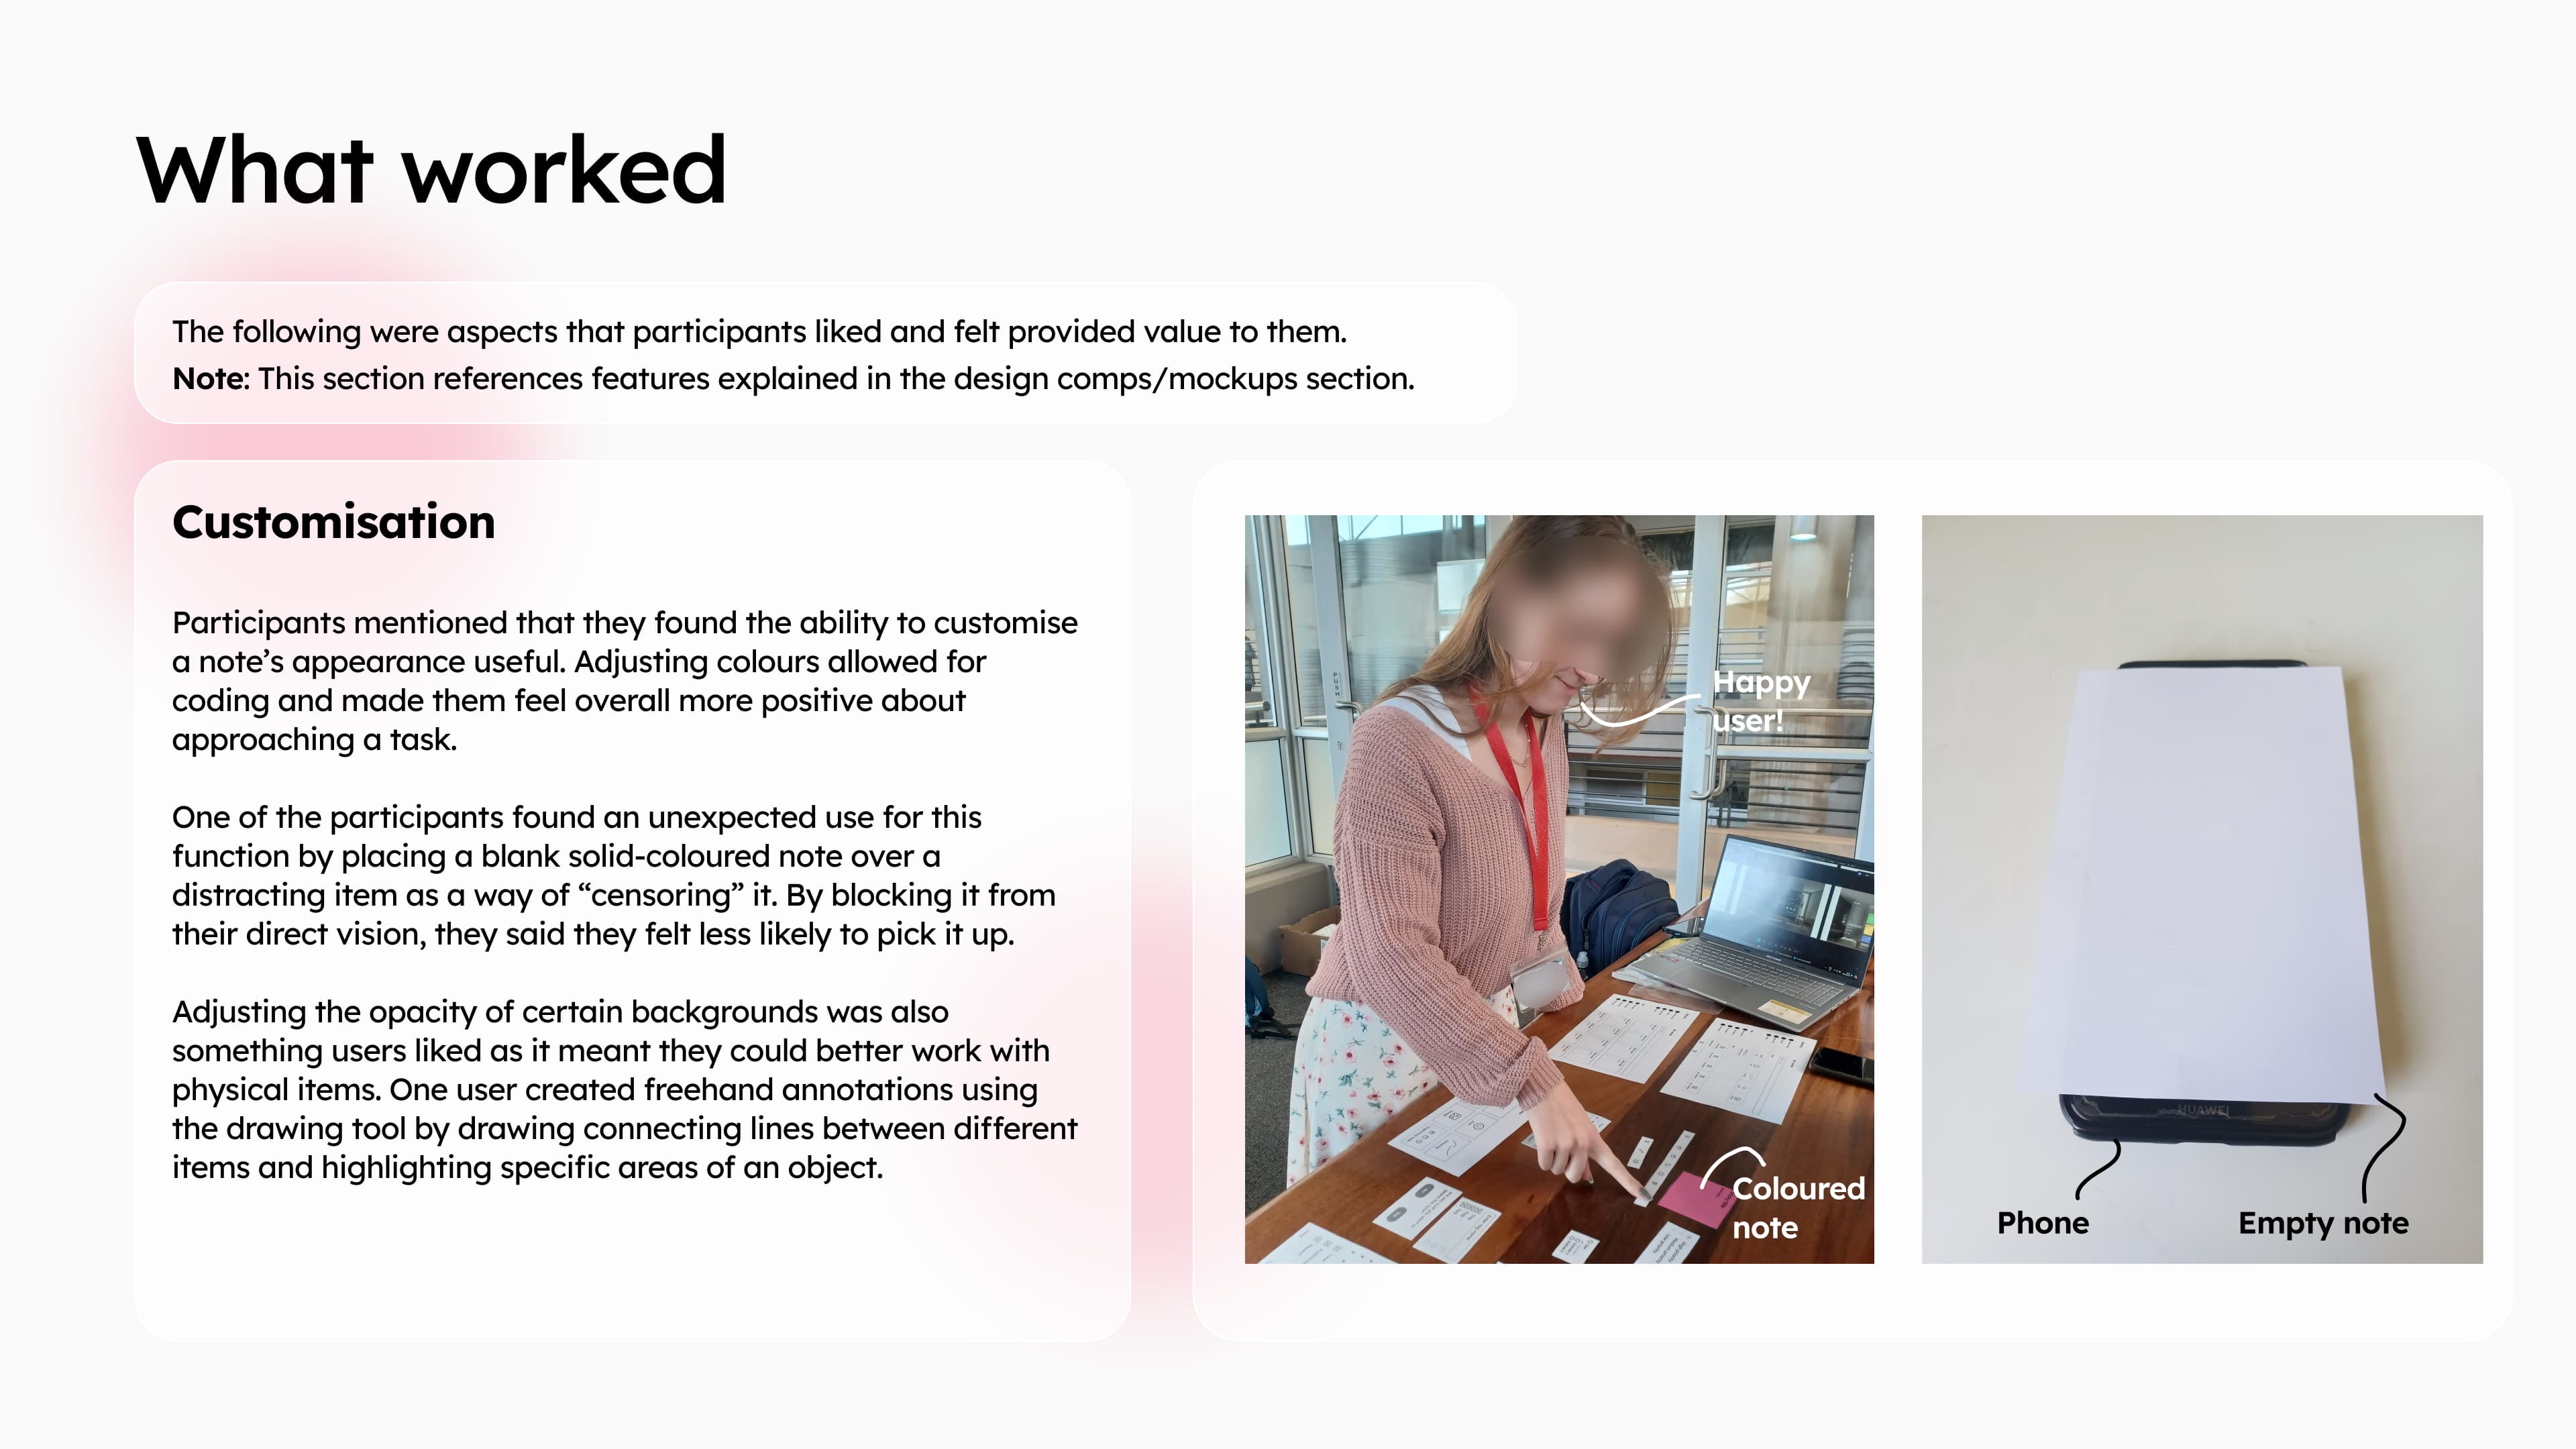 What worked
The following were aspects that participants liked and felt provided value to them.
Note: This section references features explained in the design comps/mockups section.
Customisation
Participants mentioned that they found the ability to customise
a note’s appearance useful. Adjusting colours allowed for
coding and made them feel overall more positive about
approaching a task.
One of the participants found an unexpected use for this
function by placing a blank solid-coloured note over a
distracting item as a way of “censoring” it. By blocking it from
their direct vision, they said they felt less likely to pick it up.
Adjusting the opacity of certain backgrounds was also
something users liked as it meant they could better work with
physical items. One user created freehand annotations using
the drawing tool by drawing connecting lines between different
items and highlighting specific areas of an object.
PUSH
Happy
user!
Coloured
note
HUAWEI
Phone
Empty note